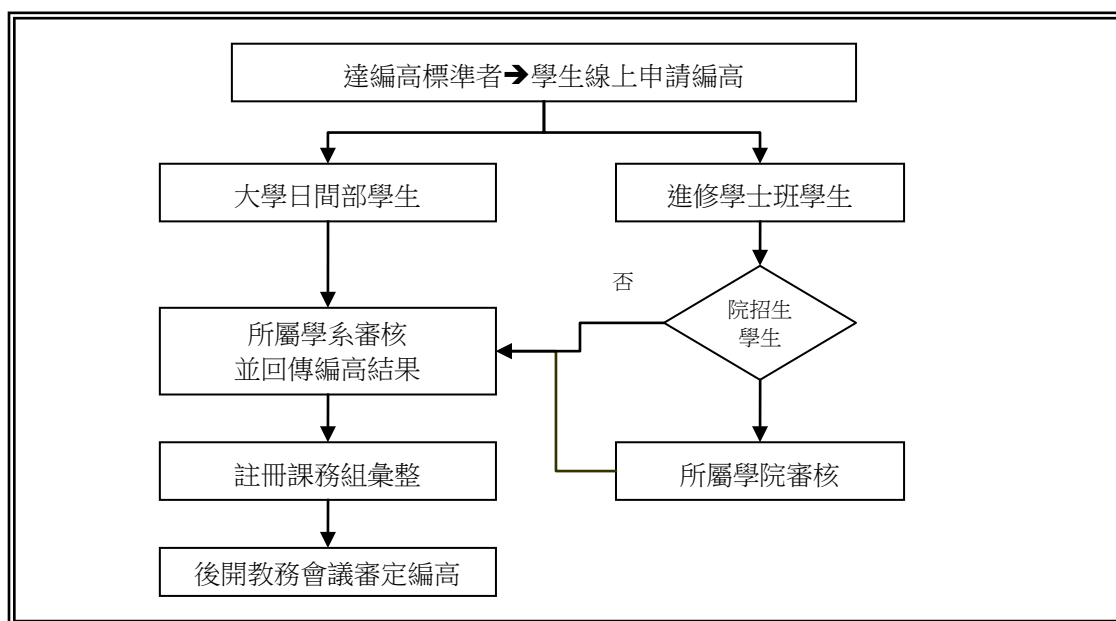 達編高標準者➔學生線上申請編高
大學日間部學生
進修學士班學生
否
院招生
學生
所屬學系審核
並回傳編高結果
註冊課務組彙整
所屬學院審核
後開教務會議審定編高